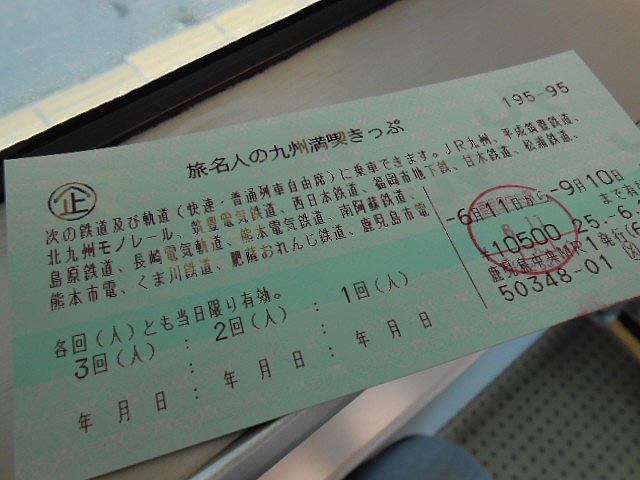 195-95
旅名人の九州満喫きっぷ
企
次の鉄道及び軌道(快速・普通列車自由席)に乗車できます。JR九州、平成筑豊鉄道、
北九州モノレール、筑豊電気鉄道、西日本鉄道、福岡市地下鉄、甘木鉄道、松浦鉄道、
島原鉄道、長崎電気軌道、熊本電気鉄道、南阿蘇鉄道、
熊本市電、くま川鉄道、肥薩おれんじ鉄道、鹿児島市電
-6月11日から-9月10日
まで有
¥10500 25.-6.
各回(人)とも当日限り有効。
鹿児島中央MR1発行(6
3回(人) : 2回(人) : 1回(人)
50348-01
年 月 日 : 年 月 日 : 年 月 日